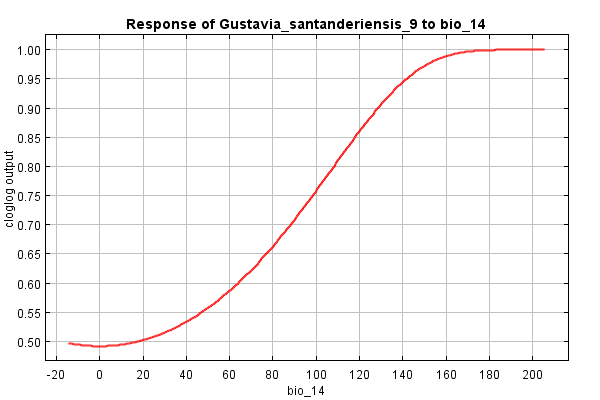 Response of Gustavia_santanderiensis_9 to bio_14
cloglog output
1.00
0.95
0.90
0.85
0.80
0.75
0.70
0.65
0.60
0.55
0.50
-20 0 20 40 60 80 100 120 140 160 180 200
bio_14